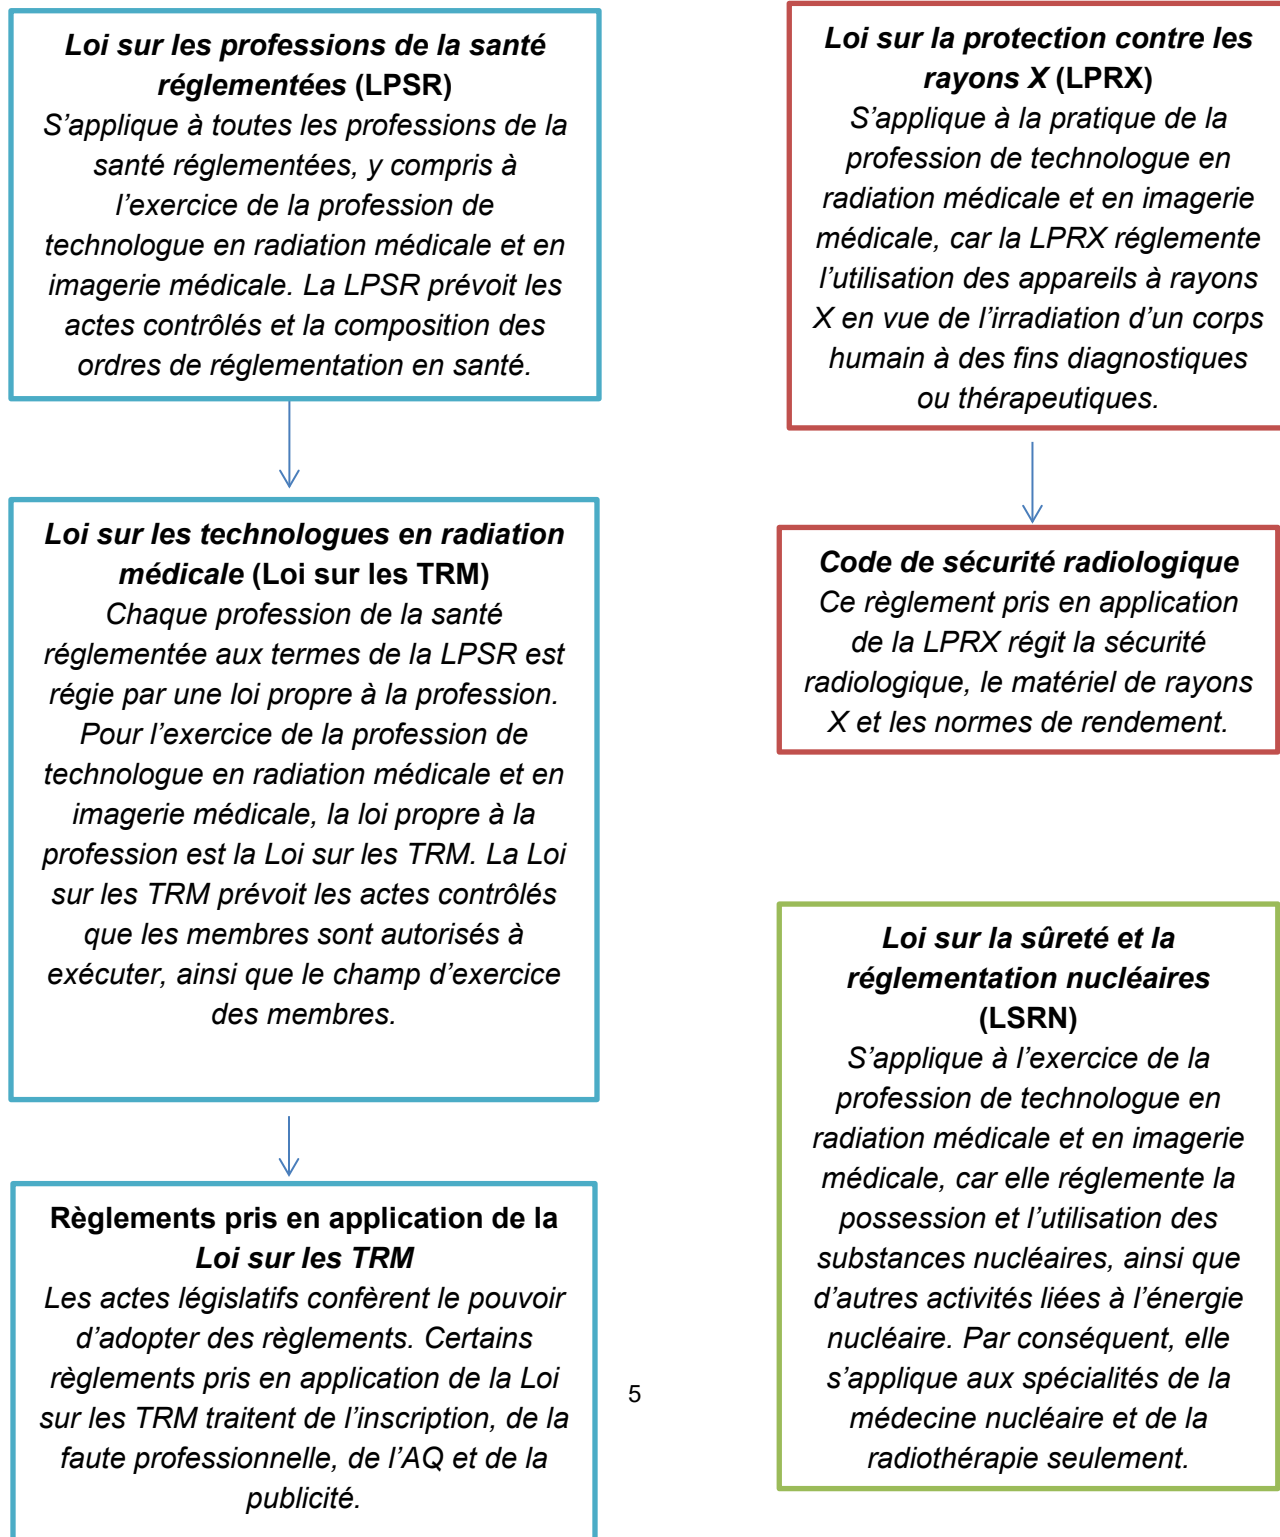 Loi sur les professions de la santé
réglementées (LPSR)
S’applique à toutes les professions de la
santé réglementées, y compris à
l’exercice de la profession de
technologue en radiation médicale et en
imagerie médicale. La LPSR prévoit les
actes contrôlés et la composition des
ordres de réglementation en santé.
Loi sur les technologues en radiation
médicale (Loi sur les TRM)
Chaque profession de la santé
réglementée aux termes de la LPSR est
régie par une loi propre à la profession.
Pour l’exercice de la profession de
technologue en radiation médicale et en
imagerie médicale, la loi propre à la
profession est la Loi sur les TRM. La Loi
sur les TRM prévoit les actes contrôlés
que les membres sont autorisés à
exécuter, ainsi que le champ d’exercice
des membres.
Règlements pris en application de la
Loi sur les TRM
Les actes législatifs confèrent le pouvoir
d’adopter des règlements. Certains
règlements pris en application de la Loi
sur les TRM traitent de l’inscription, de la
faute professionnelle, de l’AQ et de la
publicité.
Loi sur la protection contre les
rayons X (LPRX)
S’applique à la pratique de la
profession de technologue en
radiation médicale et en imagerie
médicale, car la LPRX réglemente
l’utilisation des appareils à rayons
X en vue de l’irradiation d’un corps
humain à des fins diagnostiques
ou thérapeutiques.
Code de sécurité radiologique
Ce règlement pris en application
de la LPRX régit la sécurité
radiologique, le matériel de rayons
X et les normes de rendement.
Loi sur la sûreté et la
réglementation nucléaires
(LSRN)
S’applique à l’exercice de la
profession de technologue en
radiation médicale et en imagerie
médicale, car elle réglemente la
possession et l’utilisation des
substances nucléaires, ainsi que
d’autres activités liées à l’énergie
nucléaire. Par conséquent, elle
s’applique aux spécialités de la
médecine nucléaire et de la
radiothérapie seulement.
5